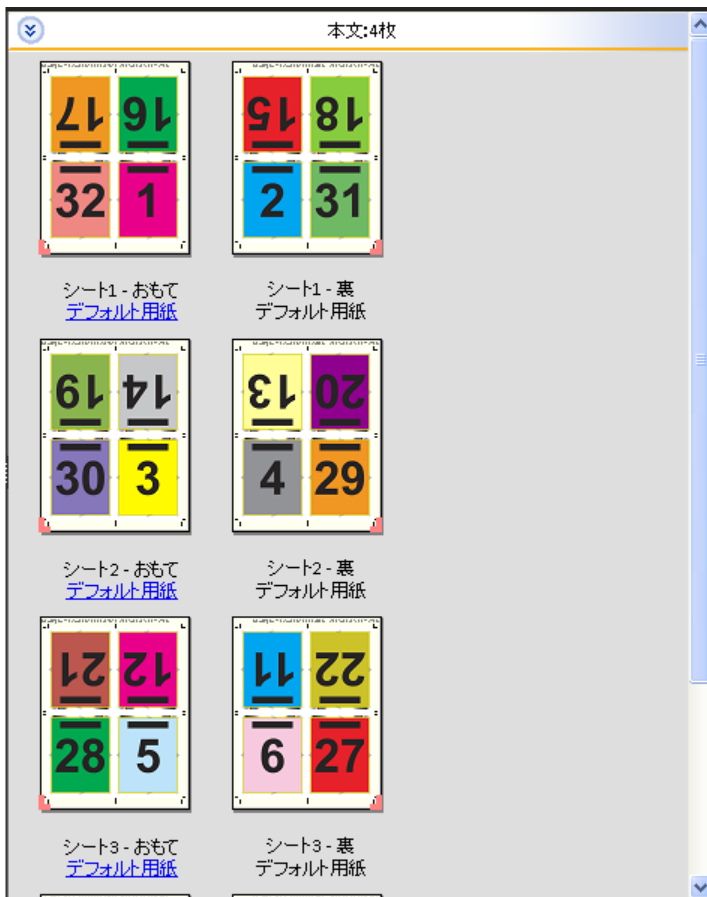 本文:4枚
17 16
32 1
15 18
2 31
シート1 - おもて
デフォルト用紙
シート1 - 裏
デフォルト用紙
19 14
30 3
13 20
4 29
シート2 - おもて
デフォルト用紙
シート2 - 裏
デフォルト用紙
21 12
28 5
11 22
6 27
シート3 - おもて
デフォルト用紙
シート3 - 裏
デフォルト用紙